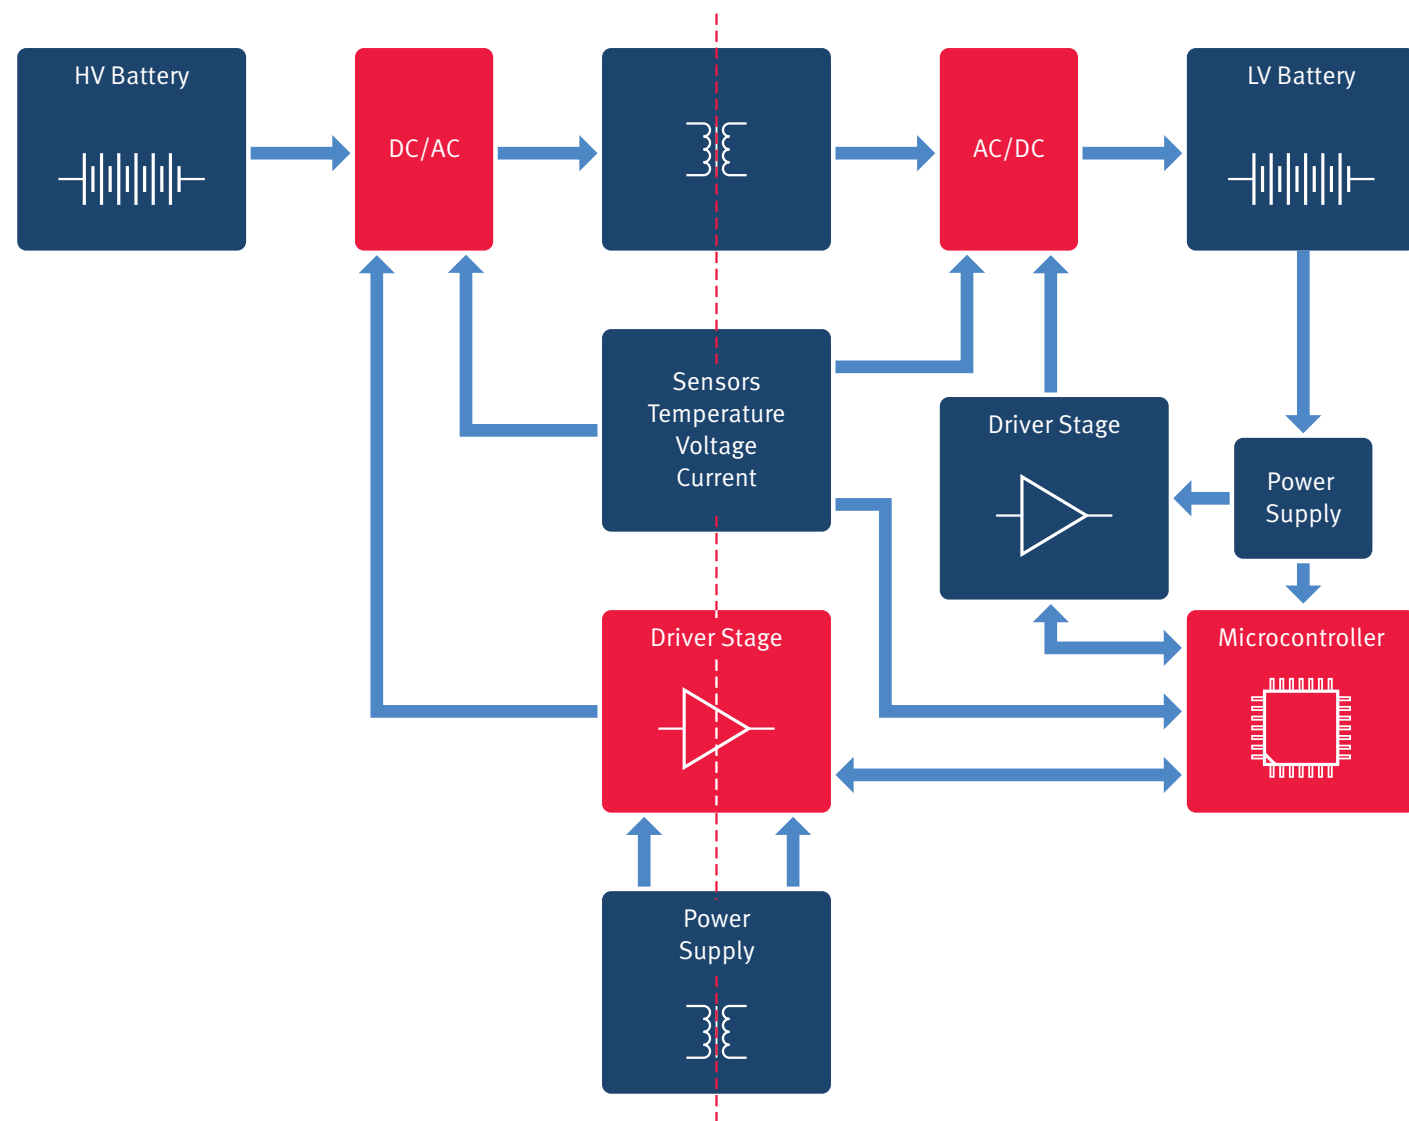 HV Battery
DC/AC
AC/DC
LV Battery
Sensors
Temperature
Voltage
Current
Driver Stage
Power
Supply
Driver Stage
Microcontroller
Power
Supply